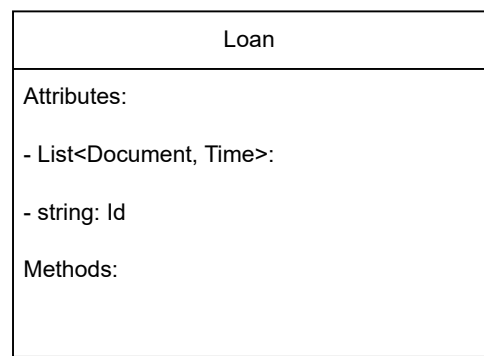 Loan
Attributes:
- List<Document, Time>:
- string: Id
Methods: